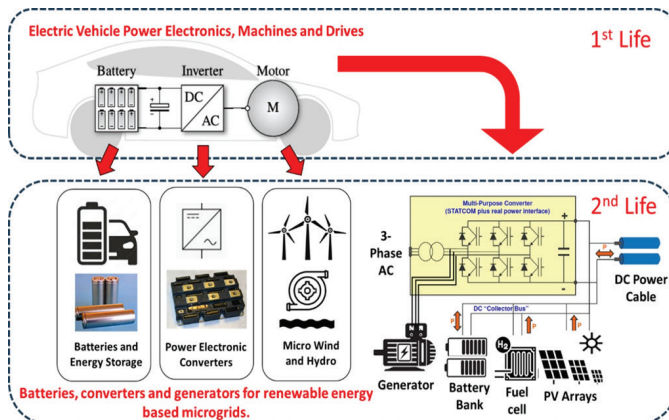 Electric Vehicle Power Electronics, Machines and Drives
1st Life
Battery
Inverter
Motor
DC
AC
M
+
2nd Life
Batteries and
Energy Storage
Power Electronic
Converters
Micro Wind
and Hydro
Batteries, converters and generators for renewable energy
based microgrids.
Multi-Purpose Converter
(STATCOM plus real power interface)
3-
Phase
AC
+
-
P
DC Power
Cable
DC "Collector Bus"
P
P
P
H2
Generator
Battery
Bank
Fuel
cell
PV Arrays